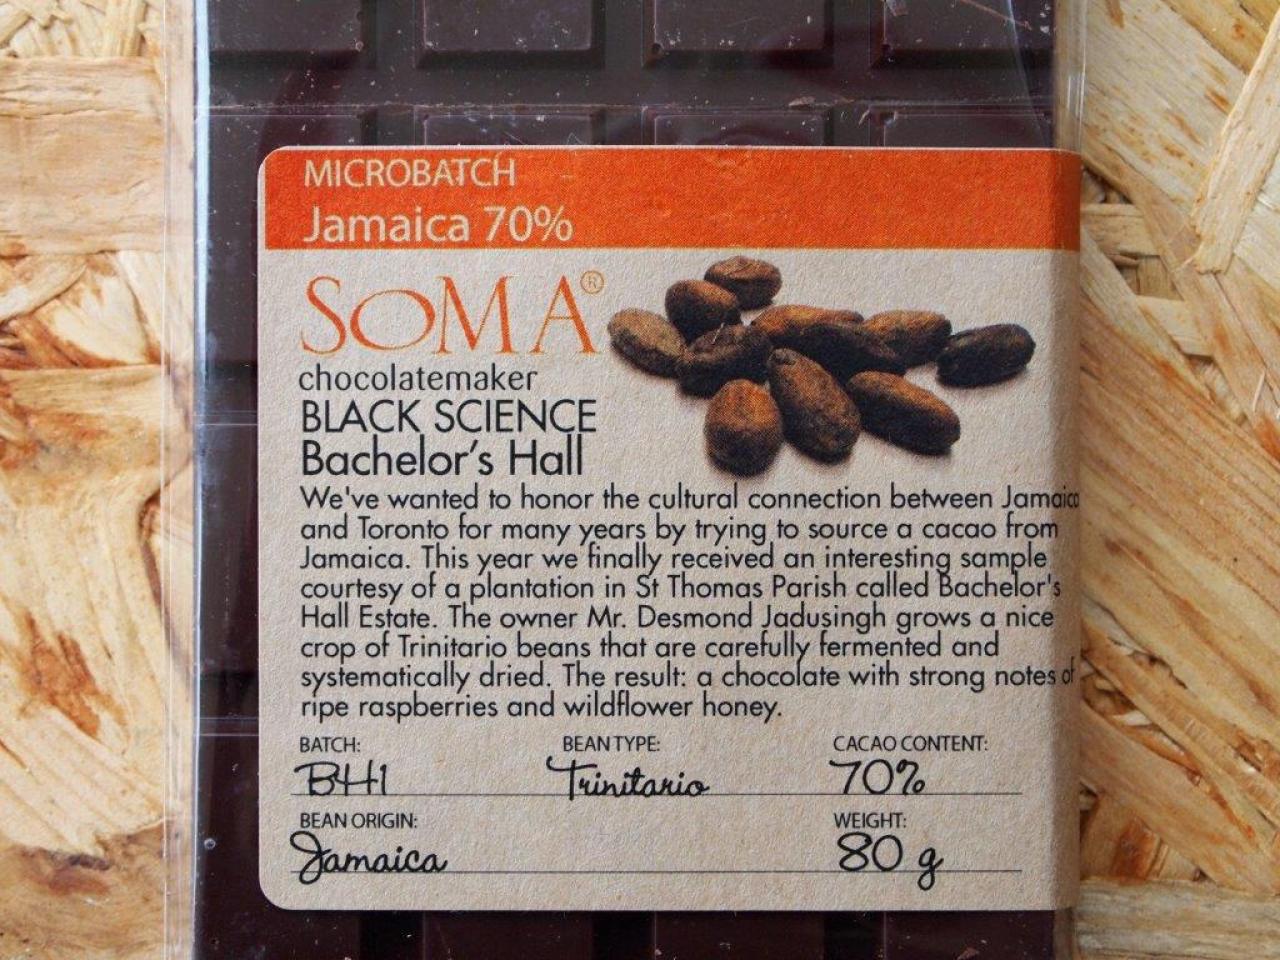 MICROBATCH
Jamaica 70%
SOMA®
chocolatemaker
BLACK SCIENCE
Bachelor's Hall
We've wanted to honor the cultural connection between Jamaica
and Toronto for many years by trying to source a cacao from
Jamaica. This year we finally received an interesting sample
courtesy of a plantation in St Thomas Parish called Bachelor's
Hall Estate. The owner Mr. Desmond Jadusingh grows a nice
crop of Trinitario beans that are carefully fermented and
systematically dried. The result: a chocolate with strong notes of
ripe raspberries and wildflower honey.
BATCH: BEAN TYPE: CACAO CONTENT:
BH1 Trinitario 70%
BEAN ORIGIN: WEIGHT:
Jamaica 80 g